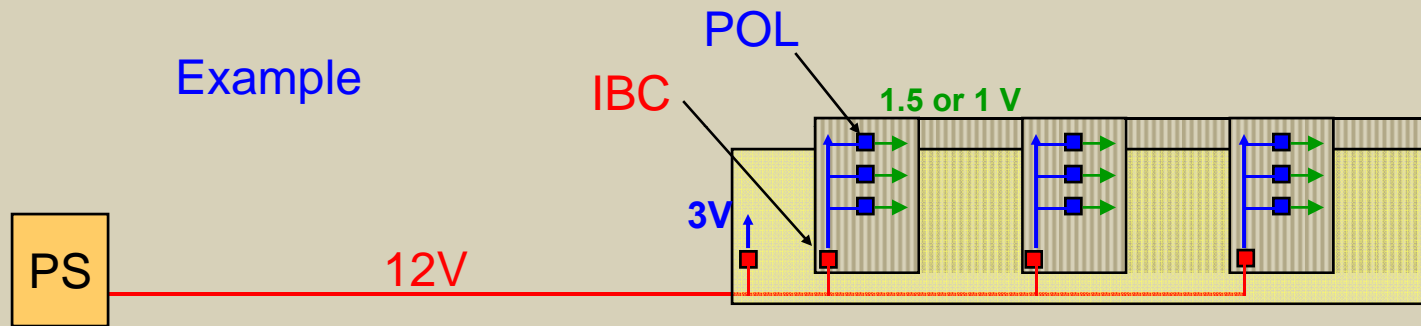 POL
Example
IBC
1.5 or 1 V
3V
PS
12V